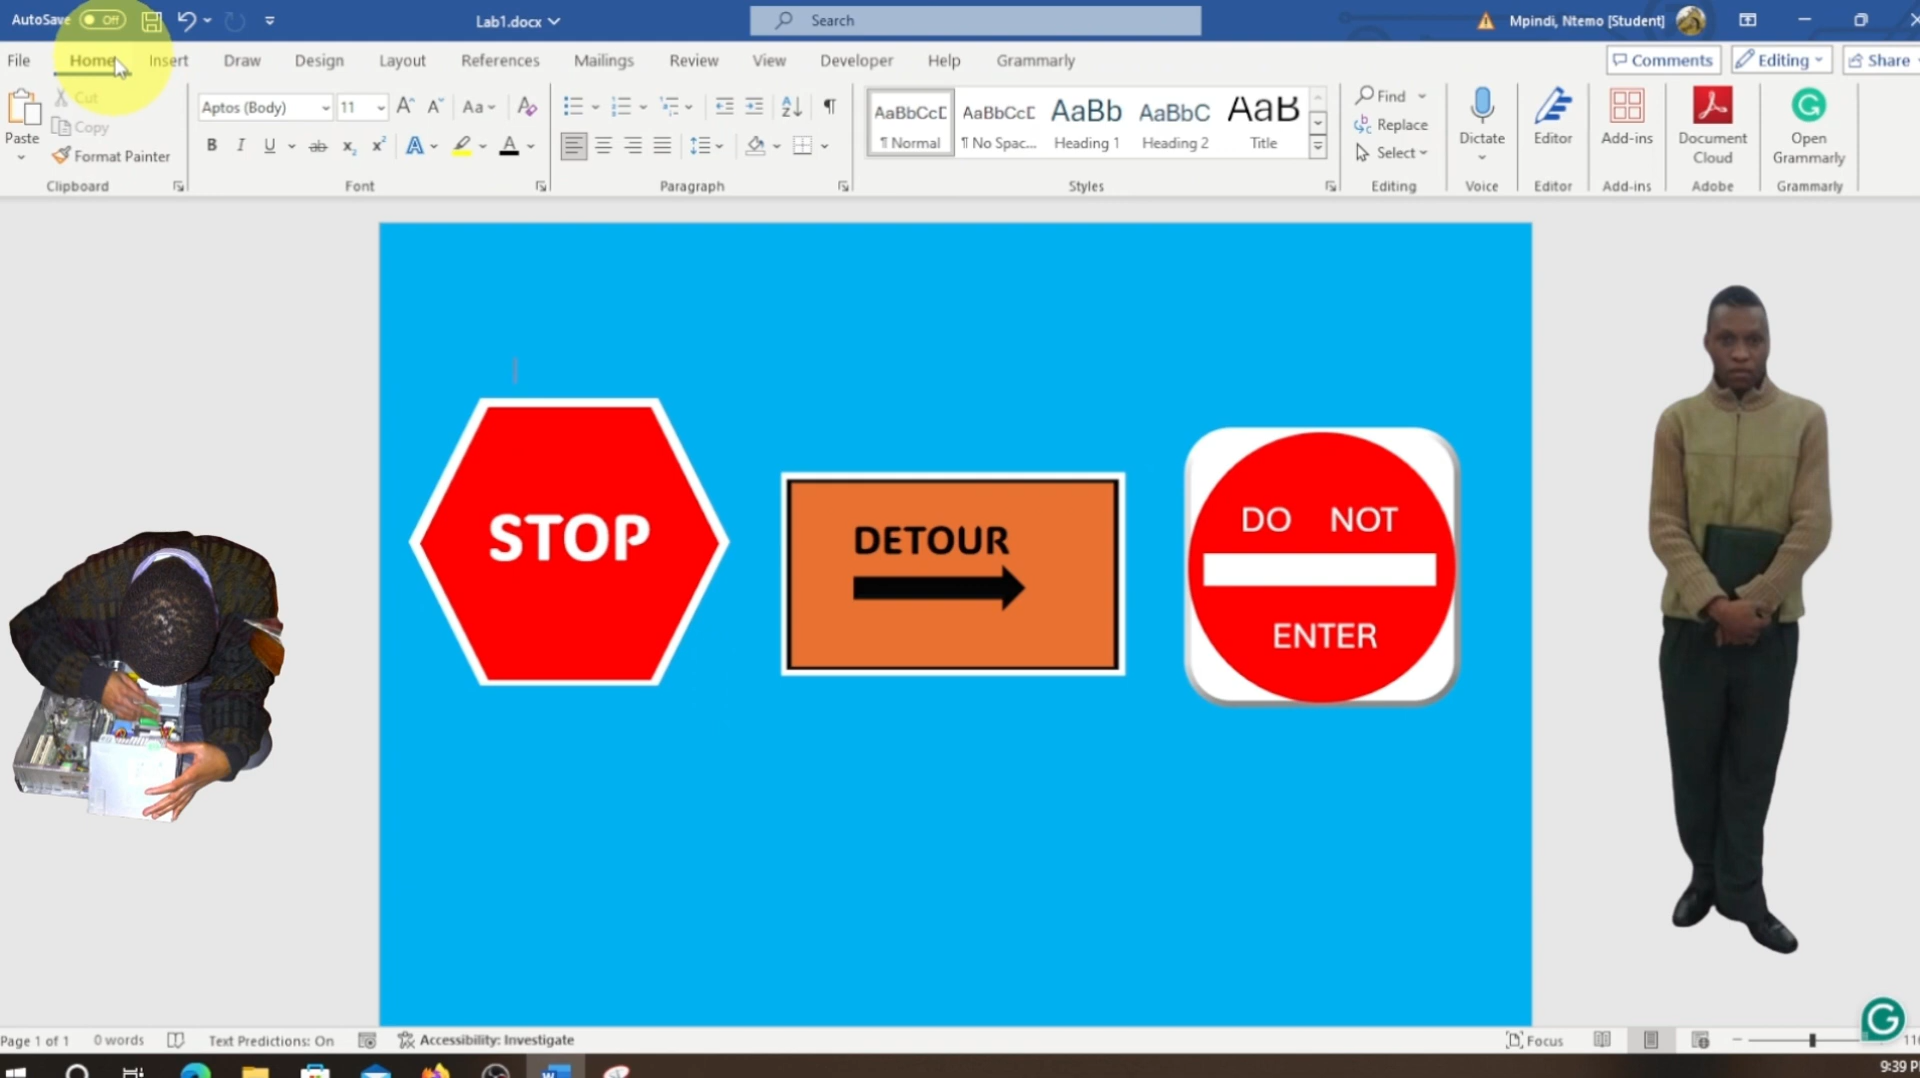 AutoSave Off
Lab1.docx
Search
Mpindi, Ntemo [Student]
File Home Insert Draw Design Layout References Mailings Review View Developer Help Grammarly
Comments Editing Share
Paste
Cut
Copy
Format Painter
Clipboard
Aptos (Body) 11
Font
Paragraph
AaBbCcD AaBbCcD AaBb AaBbC AaB
¶ Normal ¶ No Spac... Heading 1 Heading 2 Title
Styles
Find
Replace
Select
Editing
Dictate
Voice
Editor
Editor
Add-ins
Add-ins
Document Cloud
Adobe
Open Grammarly
Grammarly
STOP
DETOUR
DO NOT
ENTER
Page 1 of 1 0 words Text Predictions: On Accessibility: Investigate
Focus
9:39